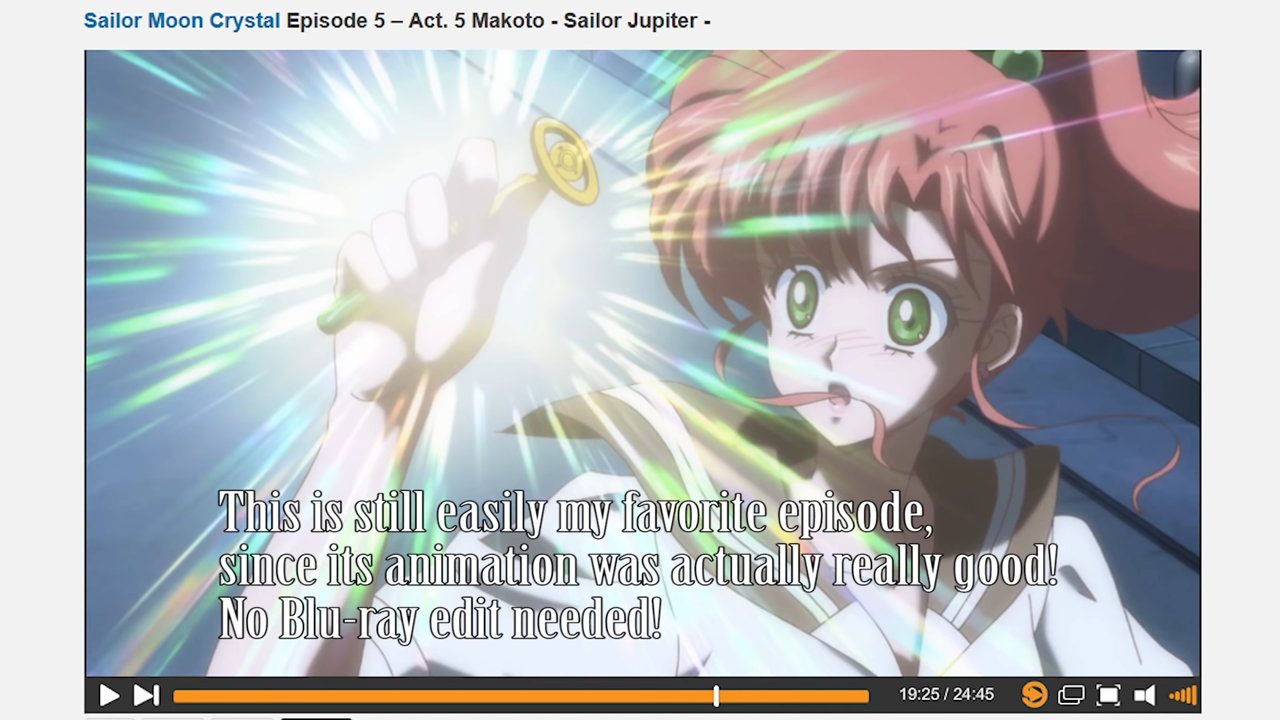 Sailor Moon Crystal Episode 5 – Act. 5 Makoto - Sailor Jupiter -
This is still easily my favorite episode,
since its animation was actually really good!
No Blu-ray edit needed!
19:25 / 24:45